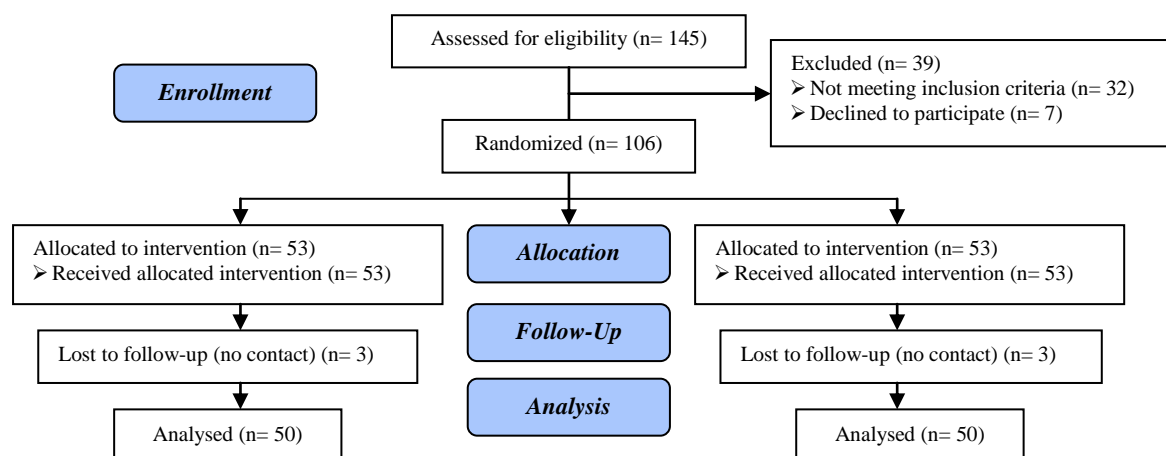 Assessed for eligibility (n= 145)
Excluded (n= 39)
➢ Not meeting inclusion criteria (n= 32)
➢ Declined to participate (n= 7)
Enrollment
Randomized (n= 106)
Allocated to intervention (n= 53)
➢ Received allocated intervention (n= 53)
Allocation
Allocated to intervention (n= 53)
➢ Received allocated intervention (n= 53)
Lost to follow-up (no contact) (n= 3)
Follow-Up
Lost to follow-up (no contact) (n= 3)
Analysed (n= 50)
Analysis
Analysed (n= 50)